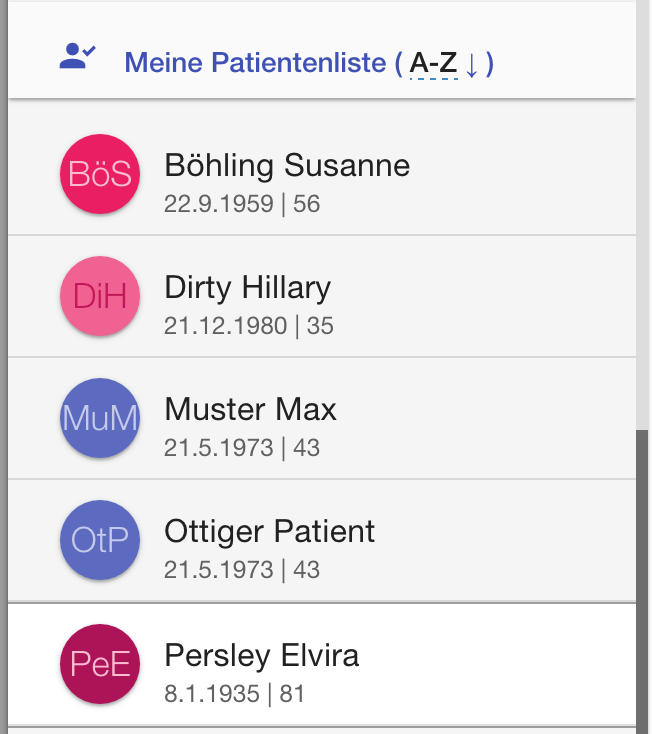 Meine Patientenliste ( A-Z ↓ )
BöS
Böhling Susanne
22.9.1959 | 56
DiH
Dirty Hillary
21.12.1980 | 35
MuM
Muster Max
21.5.1973 | 43
OtP
Ottiger Patient
21.5.1973 | 43
PeE
Persley Elvira
8.1.1935 | 81